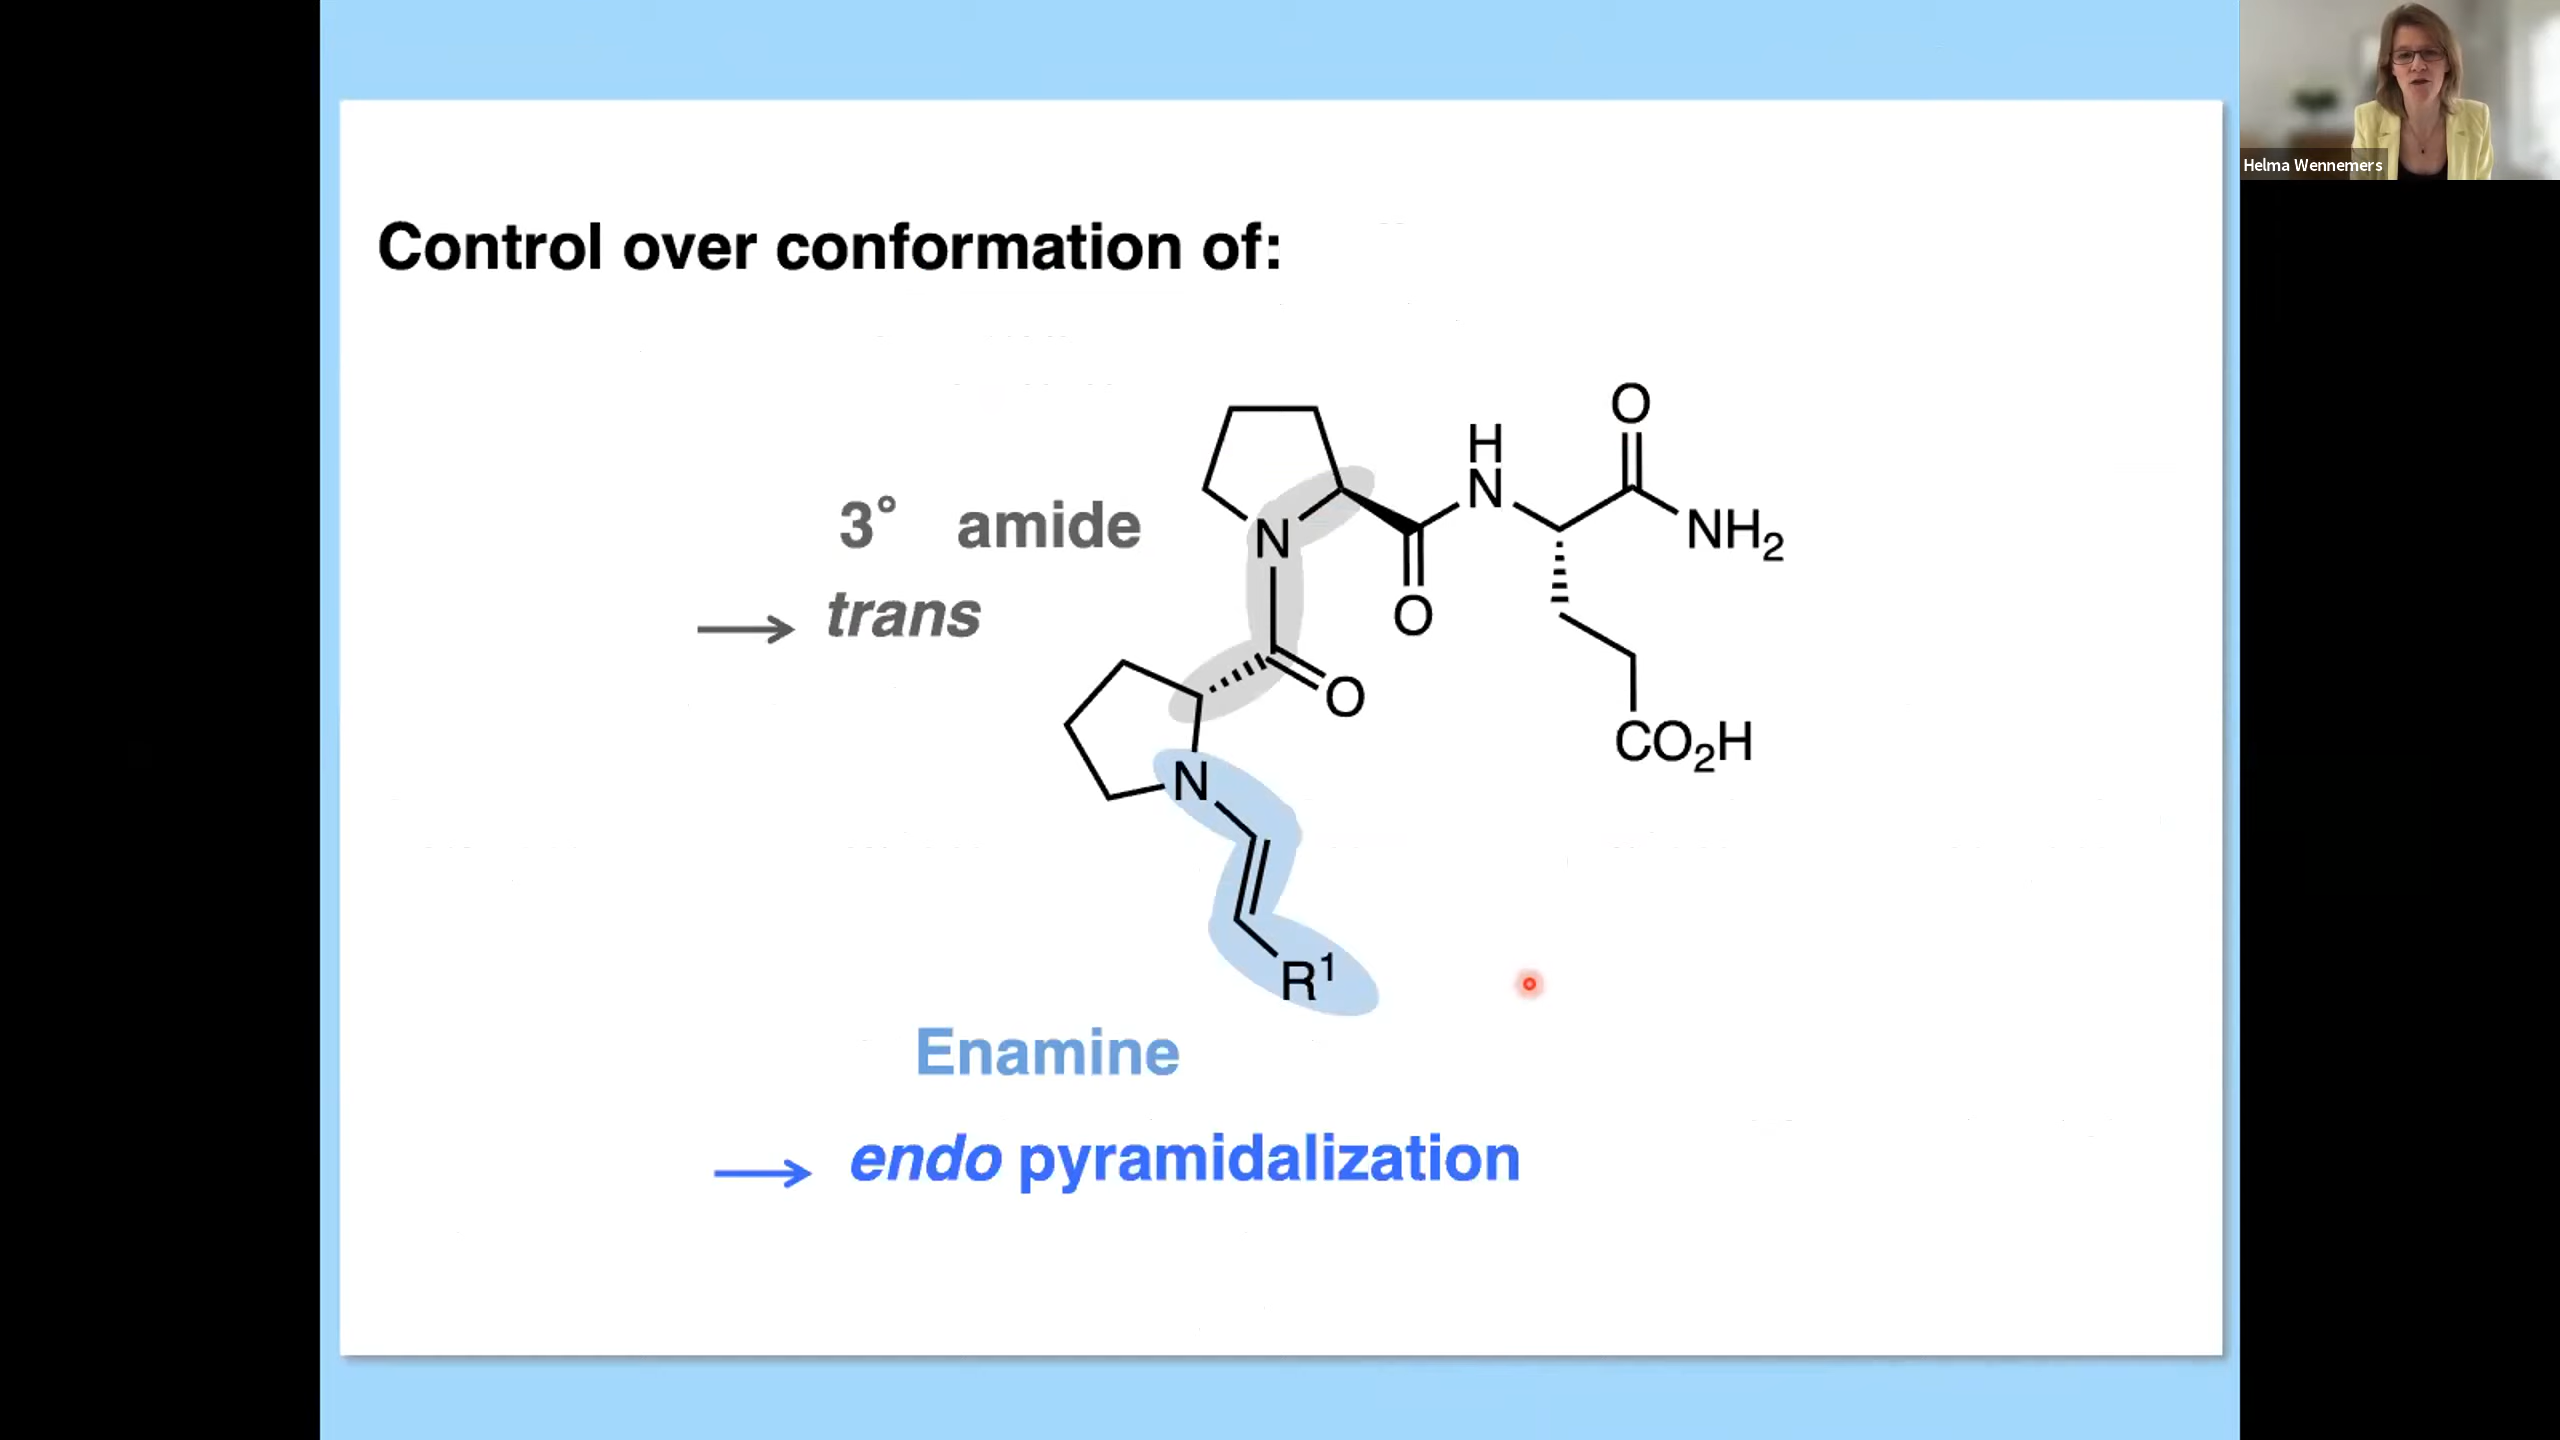 Helma Wennemers
Control over conformation of:
3° amide
→ trans
H
N
O
NH₂
N
O
O
CO₂H
N
R¹
Enamine
→ endo pyramidalization